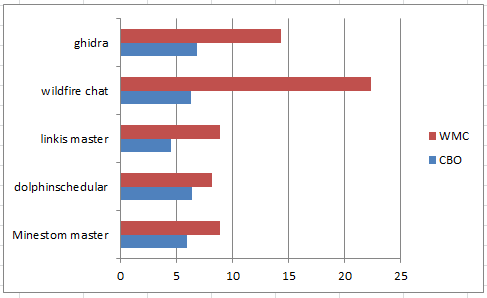 ghidra
wildfire chat
linkis master
dolphinschedular
Minestom master
0 5 10 15 20 25
WMC
CBO